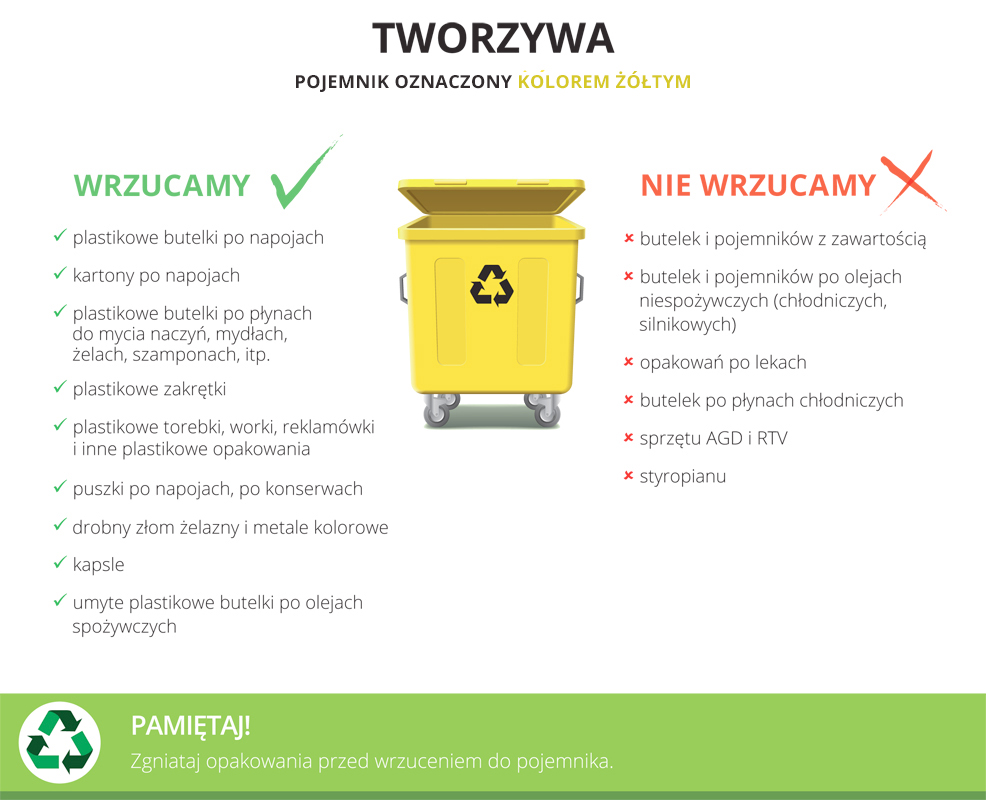 TWORZYWA
POJEMNIK OZNACZONY KOLOREM ŻÓŁTYM
WRZUCAMY
plastikowe butelki po napojach
kartony po napojach
plastikowe butelki po płynach
do mycia naczyń, mydłach,
żelach, szamponach, itp.
plastikowe zakrętki
plastikowe torebki, worki, reklamówki
i inne plastikowe opakowania
puszki po napojach, po konserwach
drobny złom żelazny i metale kolorowe
kapsle
umyte plastikowe butelki po olejach
spożywczych
NIE WRZUCAMY
butelek i pojemników z zawartością
butelek i pojemników po olejach
niespożywczych (chłodniczych,
silnikowych)
opakowań po lekach
butelek po płynach chłodniczych
sprzętu AGD i RTV
styropianu
PAMIĘTAJ!
Zgniataj opakowania przed wrzuceniem do pojemnika.